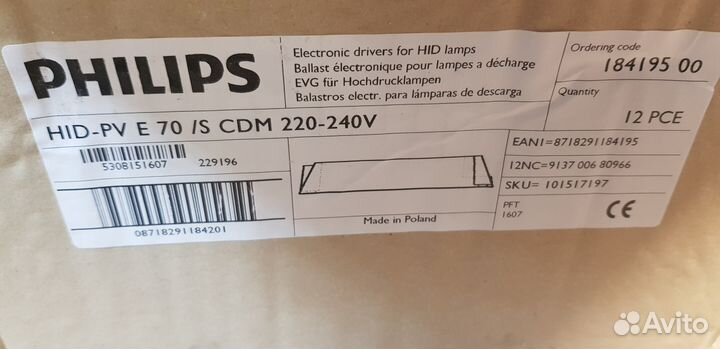 PHILIPS
Electronic drivers for HID lamps
Ballast électronique pour lampes a décharge
EVG für Hochdrucklampen
Balastros electr. para lámparas de descarga
Ordering code
184195 00
Quantity
12 PCE
HID-PV E 70 /S CDM 220-240V
5308151607
229196
08718291184201
Made in Poland
EAN1=8718291184195
12NC=9137 006 80966
SKU= 101517197
PFT
1607
CE
Avito